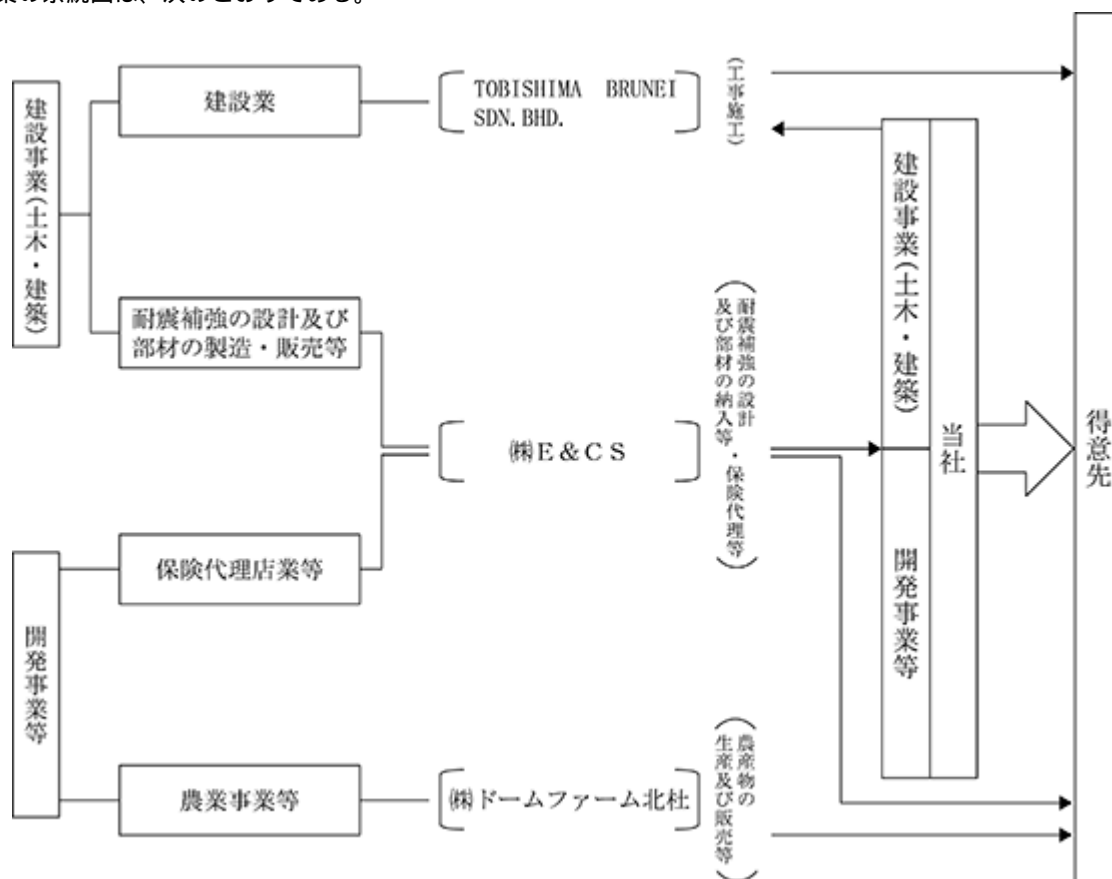 業の系統図は、次のとおりである。
建設事業(土木・建築)
建設業
TOBISHIMA BRUNEI
SDN.BHD.
(工事施工)
耐震補強の設計及び
部材の製造・販売等
㈱E&CS
(耐震補強の設計
及び部材の納入等・保険代理等)
保険代理店業等
開発事業等
農業事業等
㈱ドームファーム北杜
(農産物の
生産及び販売等)
建設事業(土木・建築)
開発事業等
当社
得意先